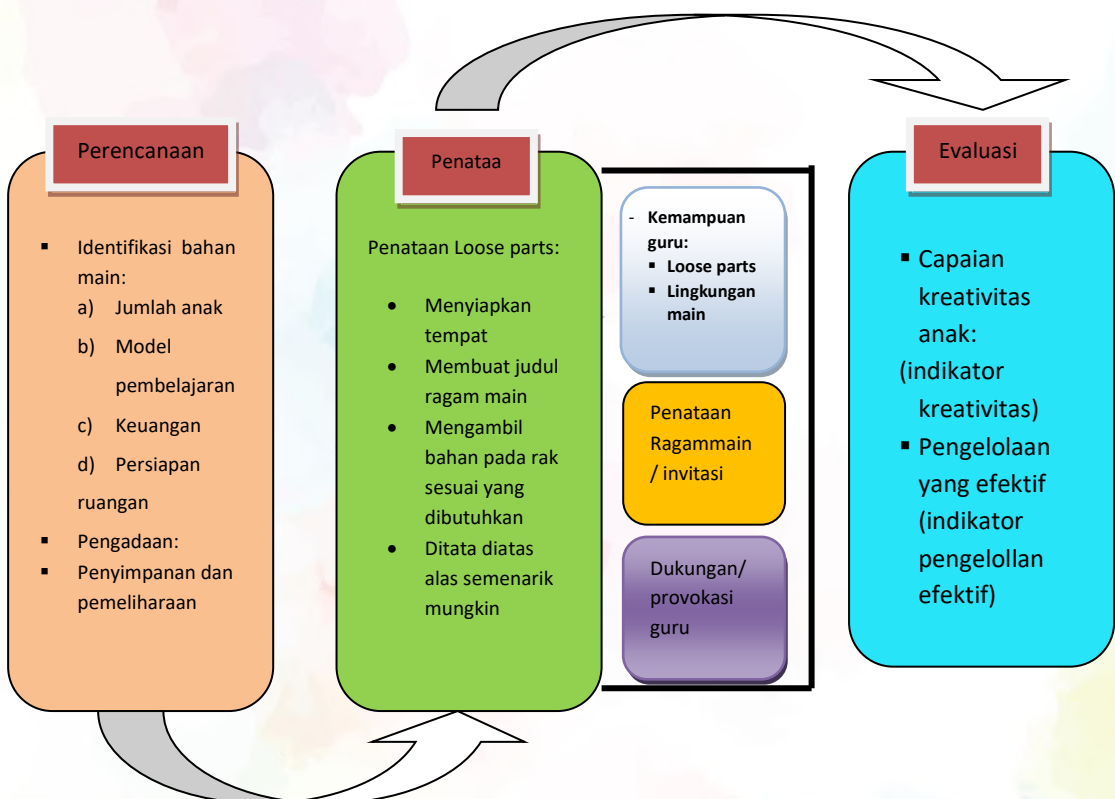 Perencanaan
▪ Identifikasi bahan
main:
a) Jumlah anak
b) Model
pembelajaran
c) Keuangan
d) Persiapan
ruangan
▪ Pengadaan:
▪ Penyimpanan dan
pemeliharaan
Penataa
Penataan Loose parts:
• Menyiapkan
tempat
• Membuat judul
ragam main
• Mengambil
bahan pada rak
sesuai yang
dibutuhkan
• Ditata diatas
alas semenarik
mungkin
- Kemampuan
guru:
▪ Loose parts
▪ Lingkungan
main
Penataan
Ragammain
/ invitasi
Dukungan/
provokasi
guru
Evaluasi
▪ Capaian
kreativitas
anak:
(indikator
kreativitas)
▪ Pengelolaan
yang efektif
(indikator
pengelollan
efektif)